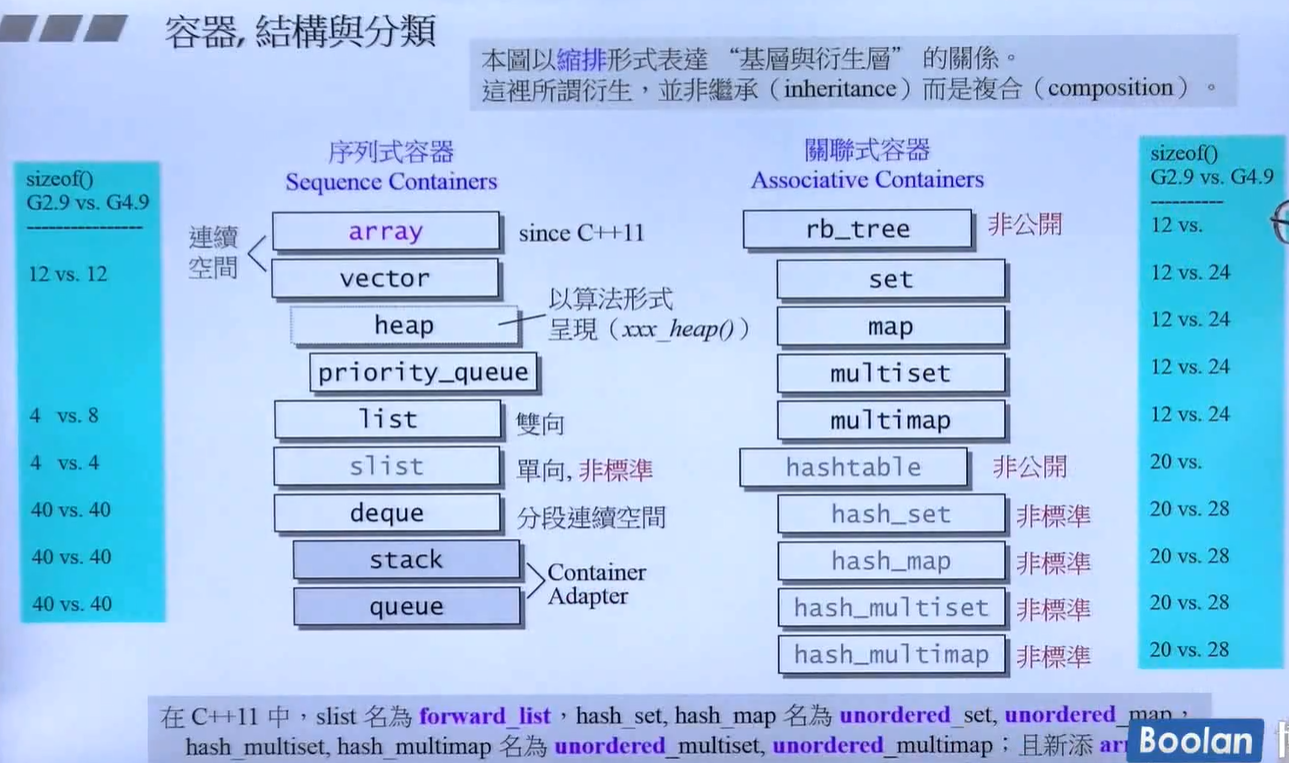 容器, 結構與分類
本圖以縮排形式表達 “基層與衍生層” 的關係。
這裡所謂衍生，並非繼承（inheritance）而是複合（composition）。
sizeof()
G2.9 vs. G4.9
----------------
12 vs. 12
4 vs. 8
4 vs. 4
40 vs. 40
40 vs. 40
40 vs. 40
序列式容器
Sequence Containers
連續
空間
array
since C++11
vector
heap
以算法形式
呈現（xxx_heap()）
priority_queue
list
雙向
slist
單向, 非標準
deque
分段連續空間
stack
queue
Container
Adapter
關聯式容器
Associative Containers
rb_tree
非公開
set
map
multiset
multimap
hashtable
非公開
hash_set
非標準
hash_map
非標準
hash_multiset
非標準
hash_multimap
非標準
sizeof()
G2.9 vs. G4.9
----------
12 vs.
12 vs. 24
12 vs. 24
12 vs. 24
12 vs. 24
20 vs.
20 vs. 28
20 vs. 28
20 vs. 28
20 vs. 28
在 C++11 中，slist 名為 forward_list，hash_set, hash_map 名為 unordered_set, unordered_map，
hash_multiset, hash_multimap 名為 unordered_multiset, unordered_multimap；且新添
Boolan